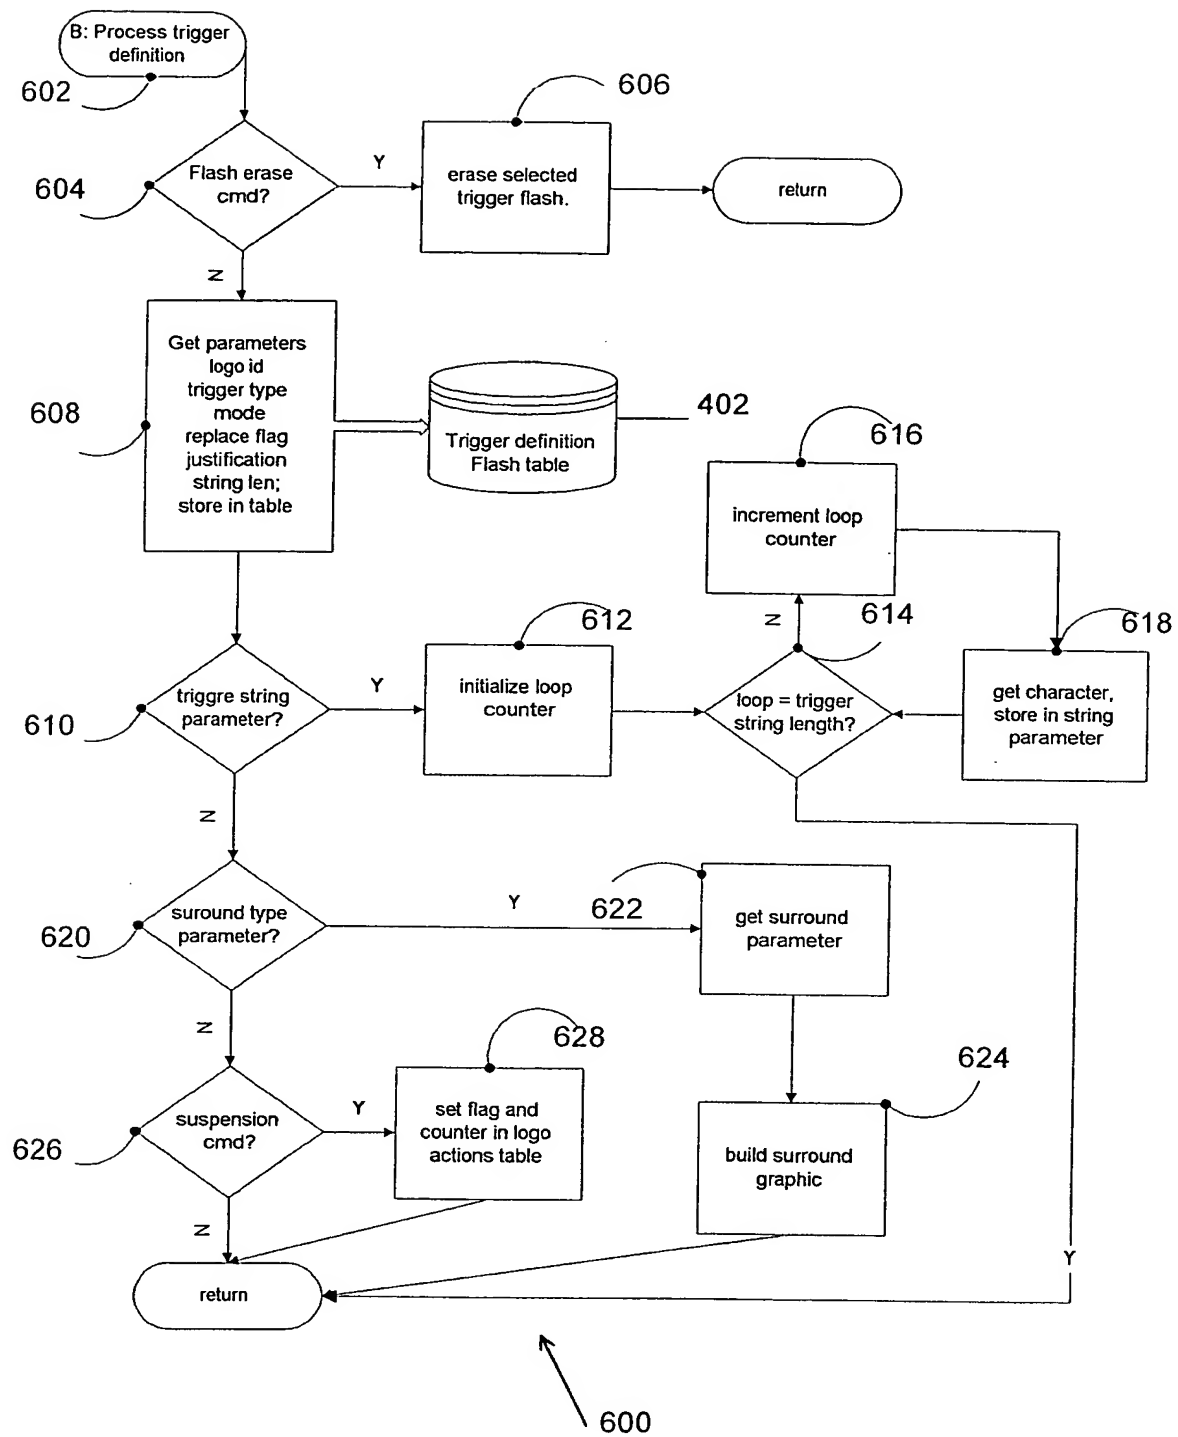 B: Process trigger
definition
602
606
604
Flash erase
cmd?
Y
erase selected
trigger flash.
return
N
608
Get parameters
logo id
trigger type
mode
replace flag
justification
string len;
store in table
Trigger definition
Flash table
402
616
increment loop
counter
612
N
614
618
610
triggre string
parameter?
Y
initialize loop
counter
loop = trigger
string length?
get character,
store in string
parameter
N
620
suround type
parameter?
Y
622
get surround
parameter
N
628
624
626
suspension
cmd?
Y
set flag and
counter in logo
actions table
build surround
graphic
N
Y
return
600